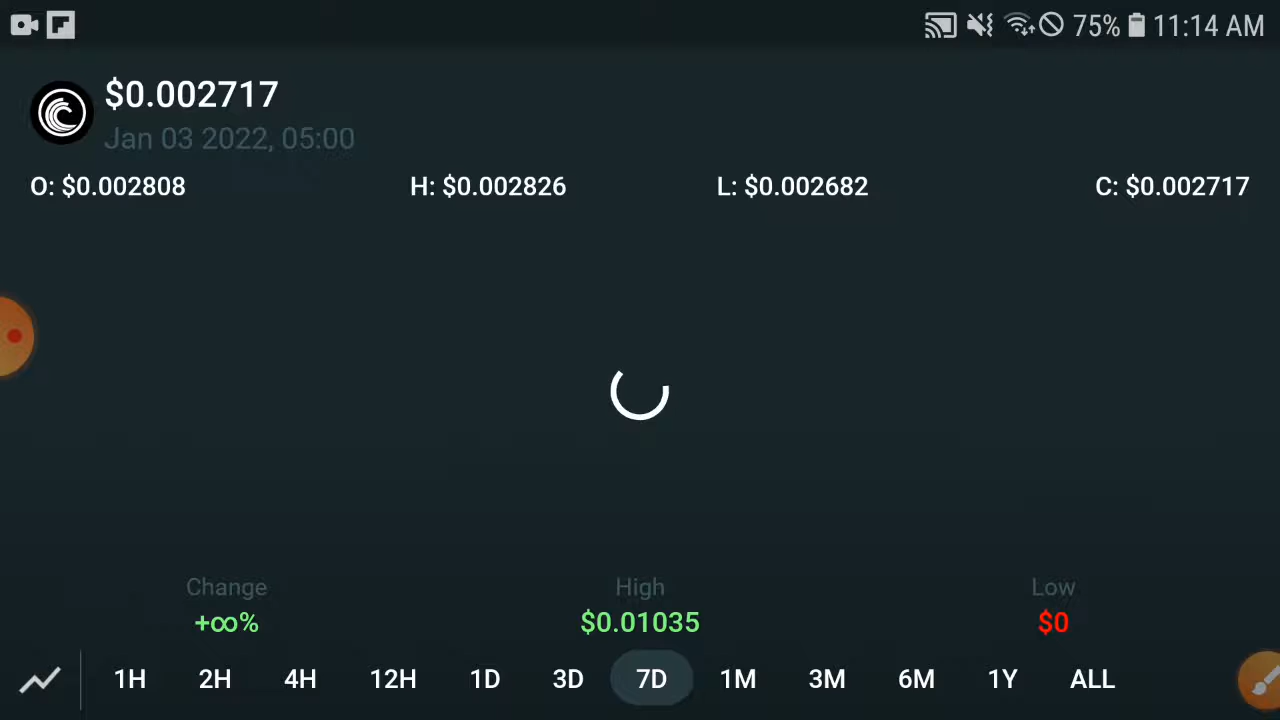 75% 11:14 AM
$0.002717
Jan 03 2022, 05:00
O: $0.002808 H: $0.002826 L: $0.002682 C: $0.002717
Change High Low
+∞% $0.01035 $0
1H 2H 4H 12H 1D 3D 7D 1M 3M 6M 1Y ALL